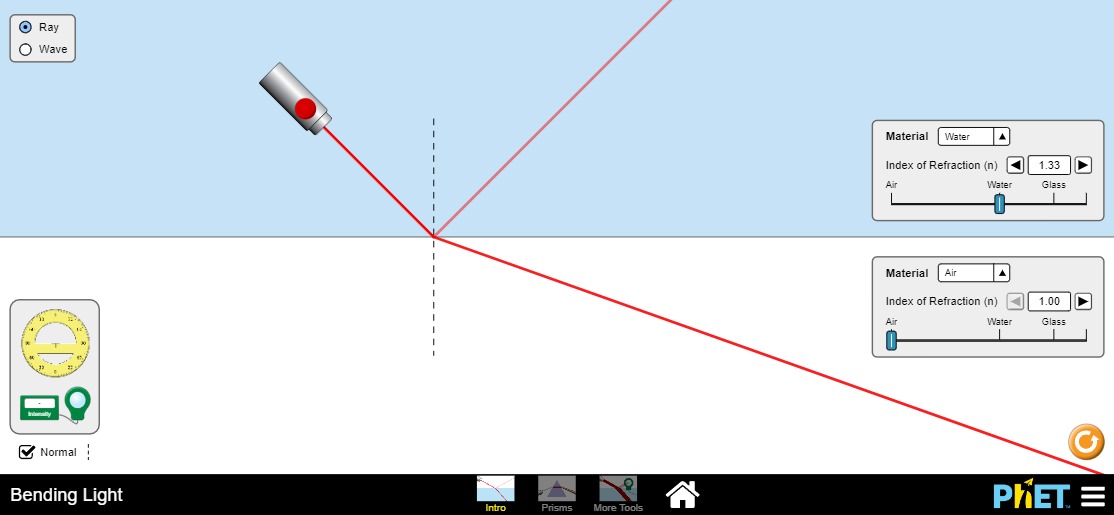 Ray
Wave
Material Water
Index of Refraction (n) 1.33
Air Water Glass
Material Air
Index of Refraction (n) 1.00
Air Water Glass
-
Intensity
Normal
Bending Light
Intro
Prisms
More Tools
PhET